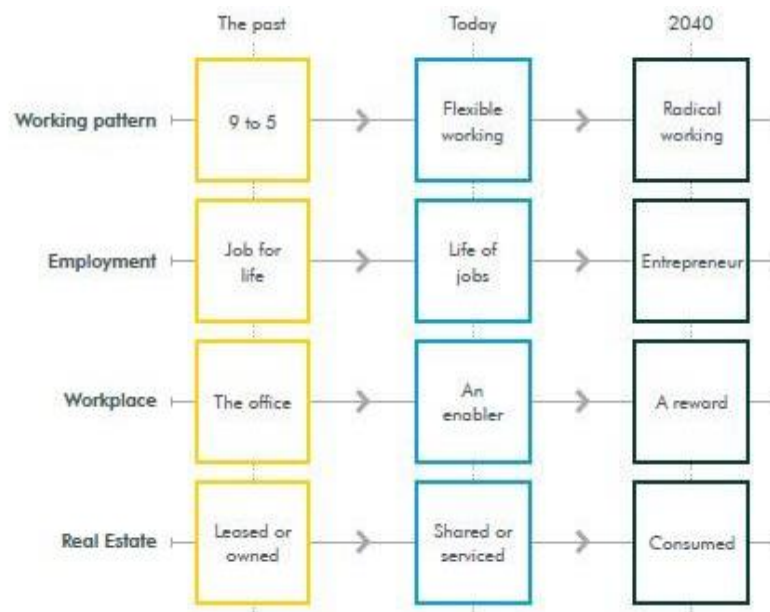 The past Today 2040
Working pattern 9 to 5 Flexible working Radical working
Employment Job for life Life of jobs Entrepreneur
Workplace The office An enabler A reward
Real Estate Leased or owned Shared or serviced Consumed